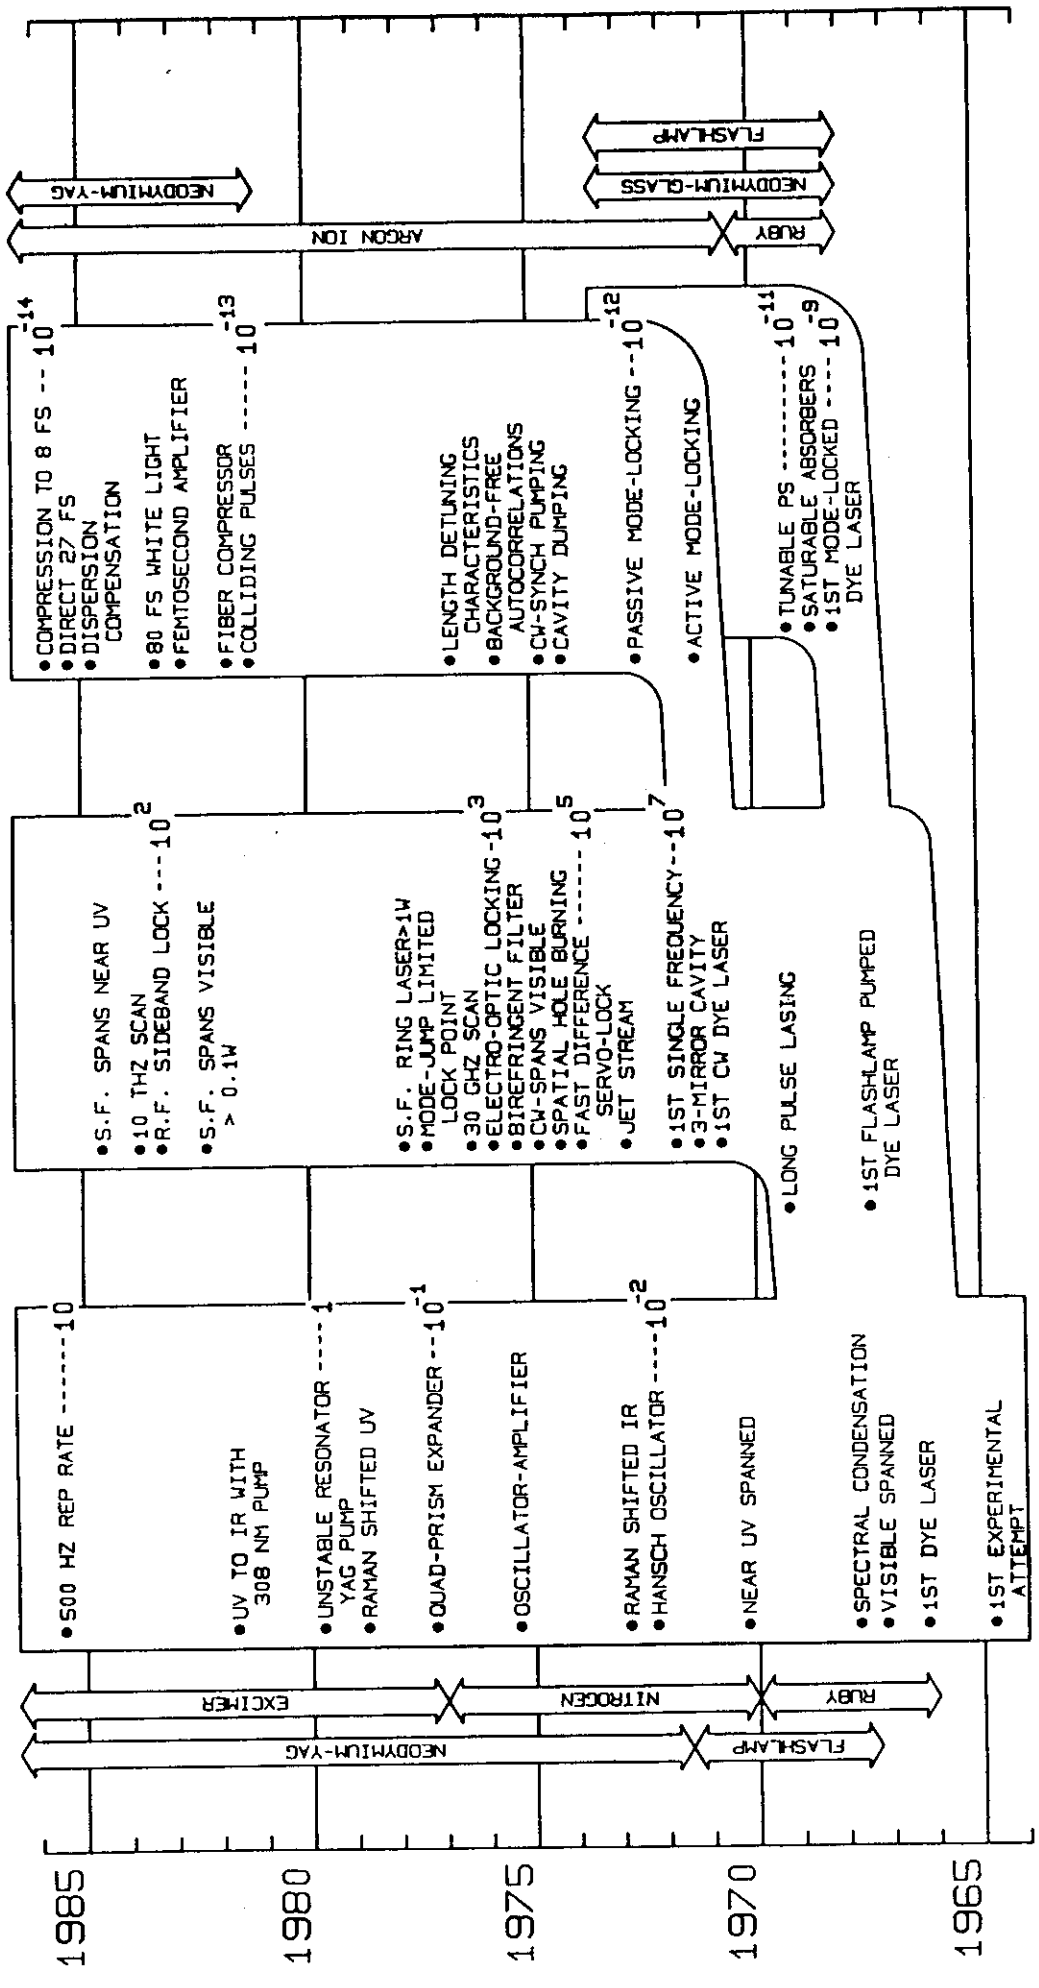 1985
1980
1975
1970
1965
EXCIMER
NITROGEN
RUBY
NEODYMIUM-YAG
FLASHLAMP
•500 HZ REP RATE -------10
•UV TO IR WITH
308 NM PUMP
•UNSTABLE RESONATOR ----1
YAG PUMP
•RAMAN SHIFTED UV
•QUAD-PRISM EXPANDER---10⁻¹
•OSCILLATOR-AMPLIFIER
•RAMAN SHIFTED IR
•HANSCH OSCILLATOR-----10⁻²
•NEAR UV SPANNED
•SPECTRAL CONDENSATION
•VISIBLE SPANNED
•1ST DYE LASER
•1ST EXPERIMENTAL
ATTEMPT
•S.F. SPANS NEAR UV
•10 THZ SCAN
•R.F. SIDEBAND LOCK---10²
•S.F. SPANS VISIBLE
> 0.1W
•S.F. RING LASER>1W
•MODE-JUMP LIMITED
LOCK POINT
•30 GHZ SCAN
•ELECTRO-OPTIC LOCKING-10³
•BIREFRINGENT FILTER
•CW-SPANS VISIBLE
•SPATIAL HOLE BURNING
•FAST DIFFERENCE ------10⁵
SERVO-LOCK
•JET STREAM
•1ST SINGLE FREQUENCY--10⁷
•3-MIRROR CAVITY
•1ST CW DYE LASER
•LONG PULSE LASING
•1ST FLASHLAMP PUMPED
DYE LASER
•COMPRESSION TO 8 FS --- 10⁻¹⁴
•DIRECT 27 FS
•DISPERSION
COMPENSATION
•80 FS WHITE LIGHT
•FEMTOSECOND AMPLIFIER
•FIBER COMPRESSOR
•COLLIDING PULSES ----- 10⁻¹³
•LENGTH DETUNING
CHARACTERISTICS
•BACKGROUND-FREE
AUTOCORRELATIONS
•CW-SYNCH PUMPING
•CAVITY DUMPING
•PASSIVE MODE-LOCKING --10⁻¹²
•ACTIVE MODE-LOCKING
•TUNABLE PS ---------10⁻¹¹
•SATURABLE ABSORBERS
•1ST MODE-LOCKED ----10⁻⁹
DYE LASER
NEODYMIUM-YAG
FLASHLAMP
NEODYMIUM-GLASS
ARGON ION
RUBY